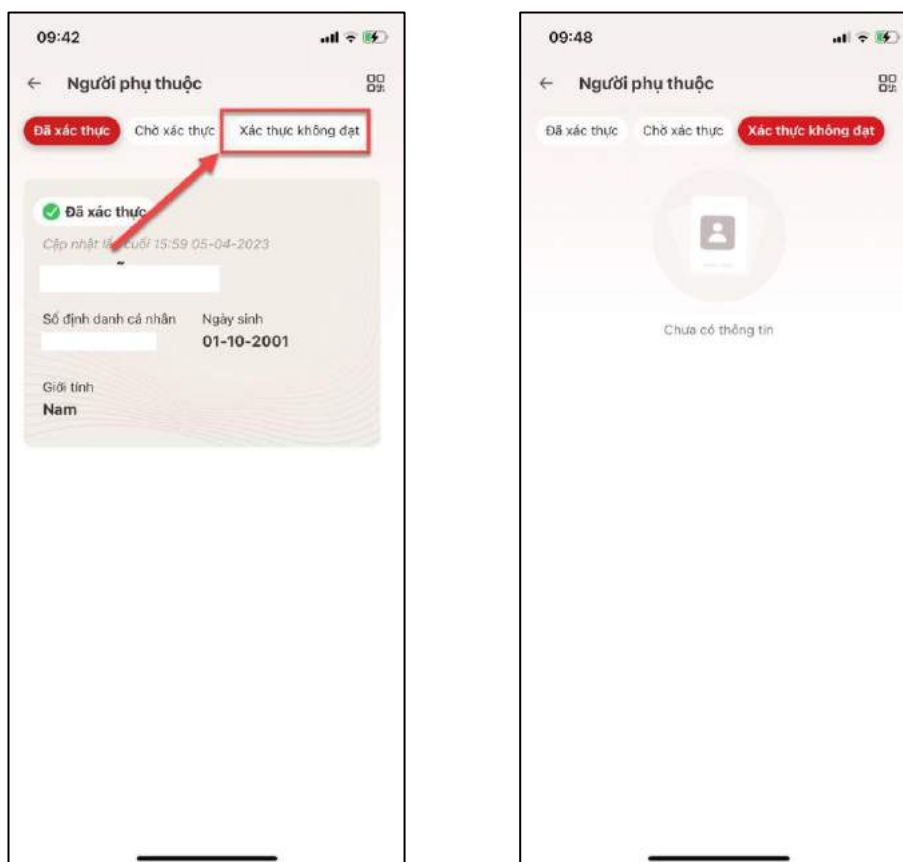 09:42
Người phụ thuộc
Đã xác thực Chờ xác thực Xác thực không đạt
Đã xác thực
Cập nhật lần cuối 15:59 05-04-2023
Số định danh cá nhân Ngày sinh
01-10-2001
Giới tính
Nam
09:48
Người phụ thuộc
Đã xác thực Chờ xác thực Xác thực không đạt
Chưa có thông tin